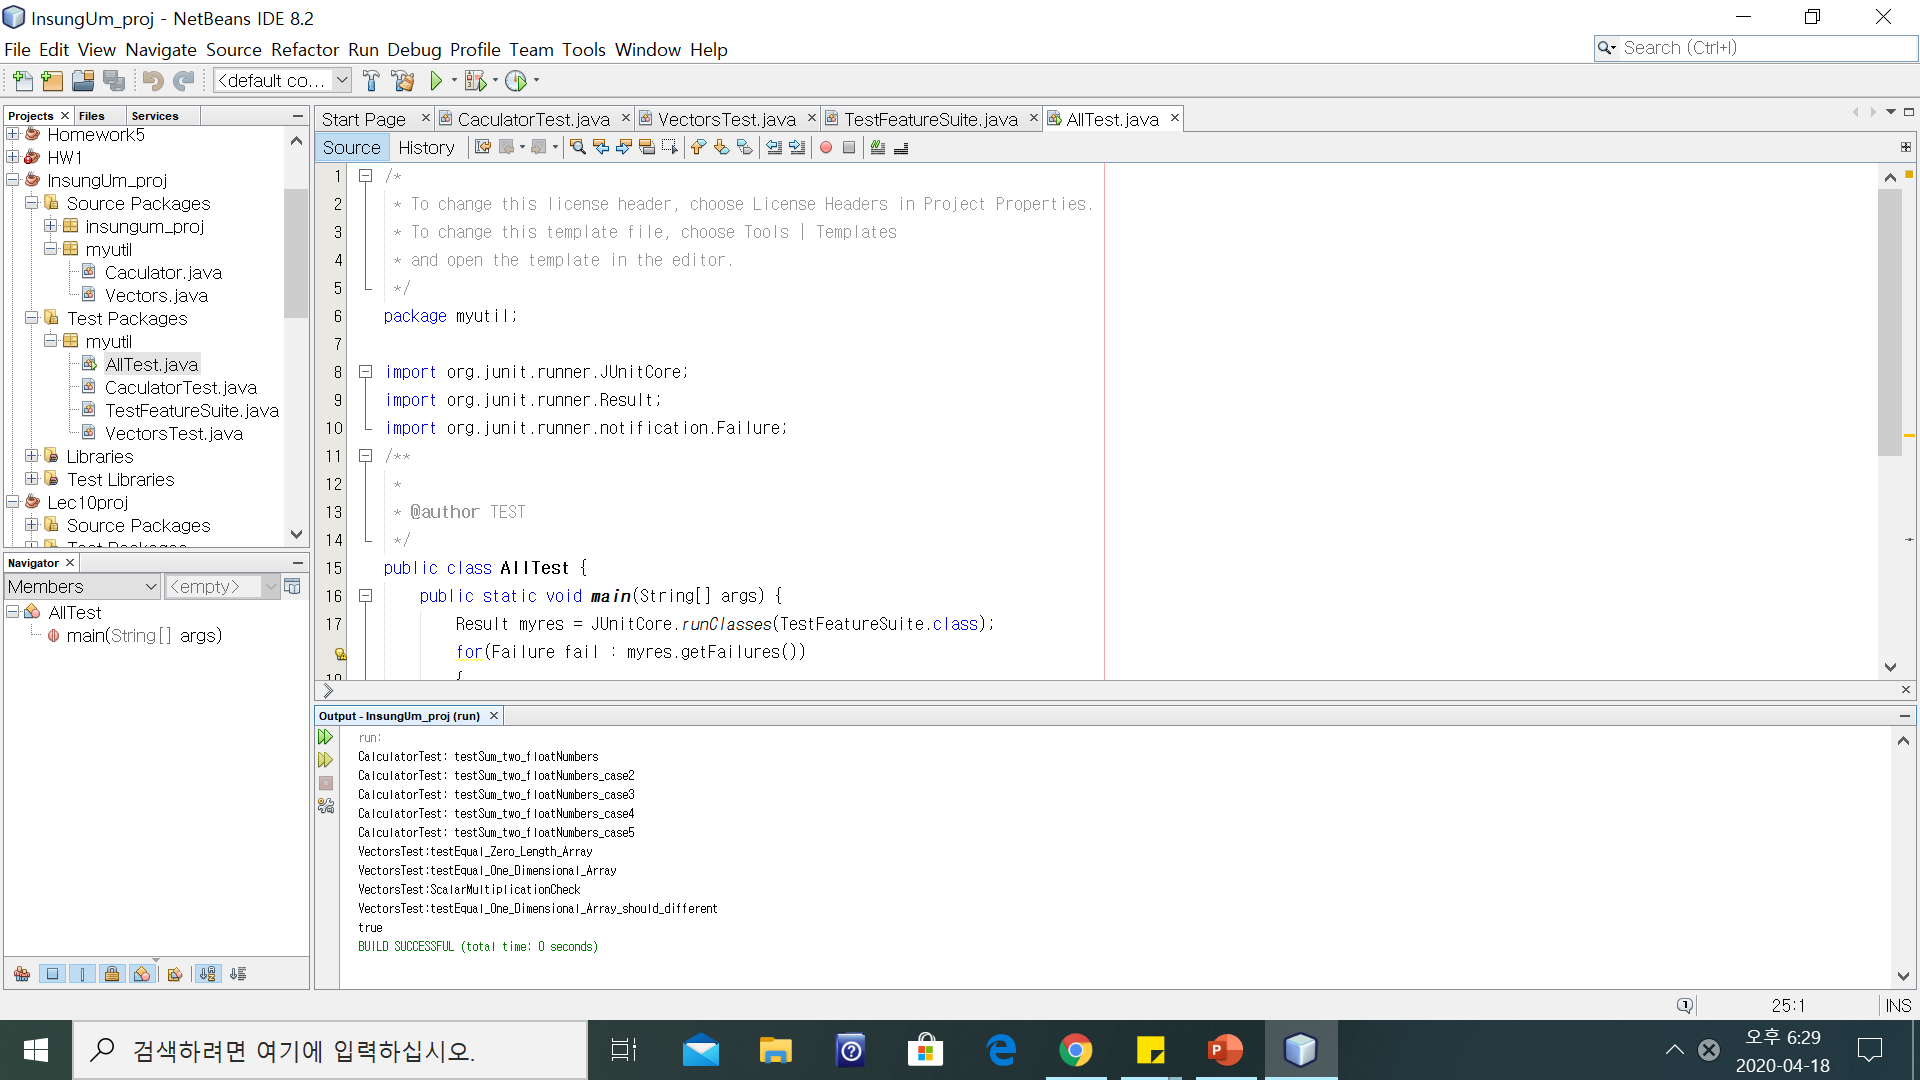 InsungUm_proj - NetBeans IDE 8.2
File Edit View Navigate Source Refactor Run Debug Profile Team Tools Window Help
Search (Ctrl+I)
<default co...
Projects Files Services
Homework5
HW1
InsungUm_proj
Source Packages
insungum_proj
myutil
Caculator.java
Vectors.java
Test Packages
myutil
AllTest.java
CaculatorTest.java
TestFeatureSuite.java
VectorsTest.java
Libraries
Test Libraries
Lec10proj
Source Packages
Test Packages
Navigator
Members <empty>
AllTest
main(String[] args)
Start Page CaculatorTest.java VectorsTest.java TestFeatureSuite.java AllTest.java
Source History
1 /*
2 * To change this license header, choose License Headers in Project Properties.
3 * To change this template file, choose Tools | Templates
4 * and open the template in the editor.
5 */
6 package myutil;
7
8 import org.junit.runner.JUnitCore;
9 import org.junit.runner.Result;
10 import org.junit.runner.notification.Failure;
11 /**
12 *
13 * @author TEST
14 */
15 public class AllTest {
16 public static void main(String[] args) {
17 Result myres = JUnitCore.runClasses(TestFeatureSuite.class);
for(Failure fail : myres.getFailures())
19 {
Output - InsungUm_proj (run)
run:
CalculatorTest: testSum_two_floatNumbers
CalculatorTest: testSum_two_floatNumbers_case2
CalculatorTest: testSum_two_floatNumbers_case3
CalculatorTest: testSum_two_floatNumbers_case4
CalculatorTest: testSum_two_floatNumbers_case5
VectorsTest:testEqual_Zero_Length_Array
VectorsTest:testEqual_One_Dimensional_Array
VectorsTest:ScalarMultiplicationCheck
VectorsTest:testEqual_One_Dimensional_Array_should_different
true
BUILD SUCCESSFUL (total time: 0 seconds)
25:1 INS
검색하려면 여기에 입력하십시오.
오후 6:29
2020-04-18